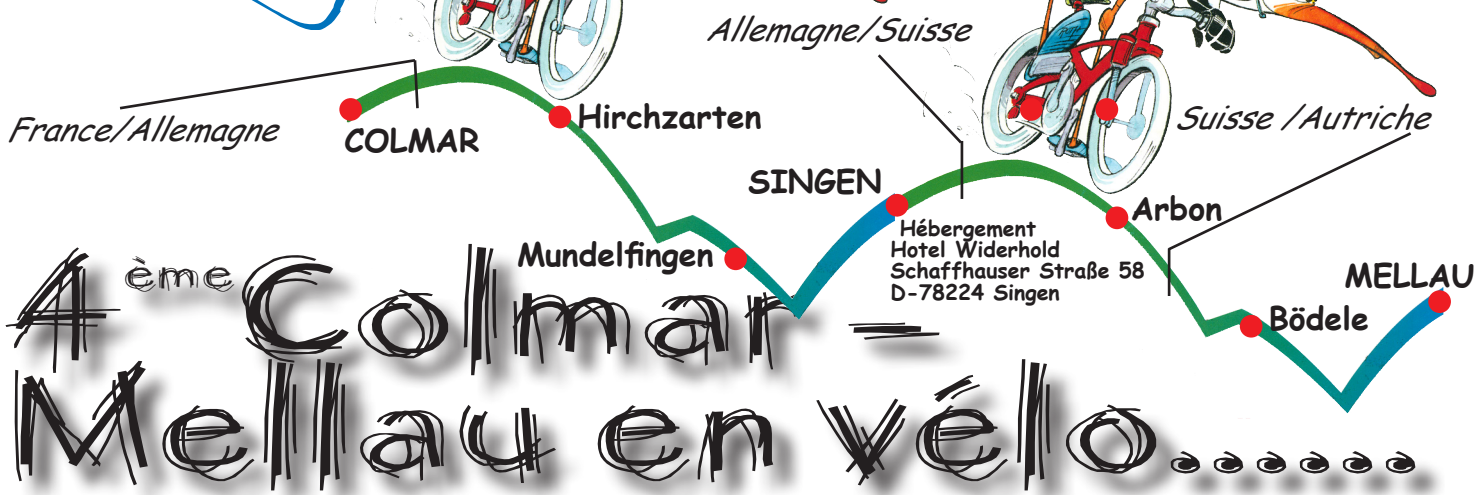 Allemagne/Suisse
France/Allemagne
COLMAR
Hirchzarten
Suisse /Autriche
SINGEN
Arbon
Hébergement
Hotel Widerhold
Schaffhauser Straße 58
D-78224 Singen
Mundelfingen
MELLAU
Bödele
4ème Colmar –
Mellau en vélo......